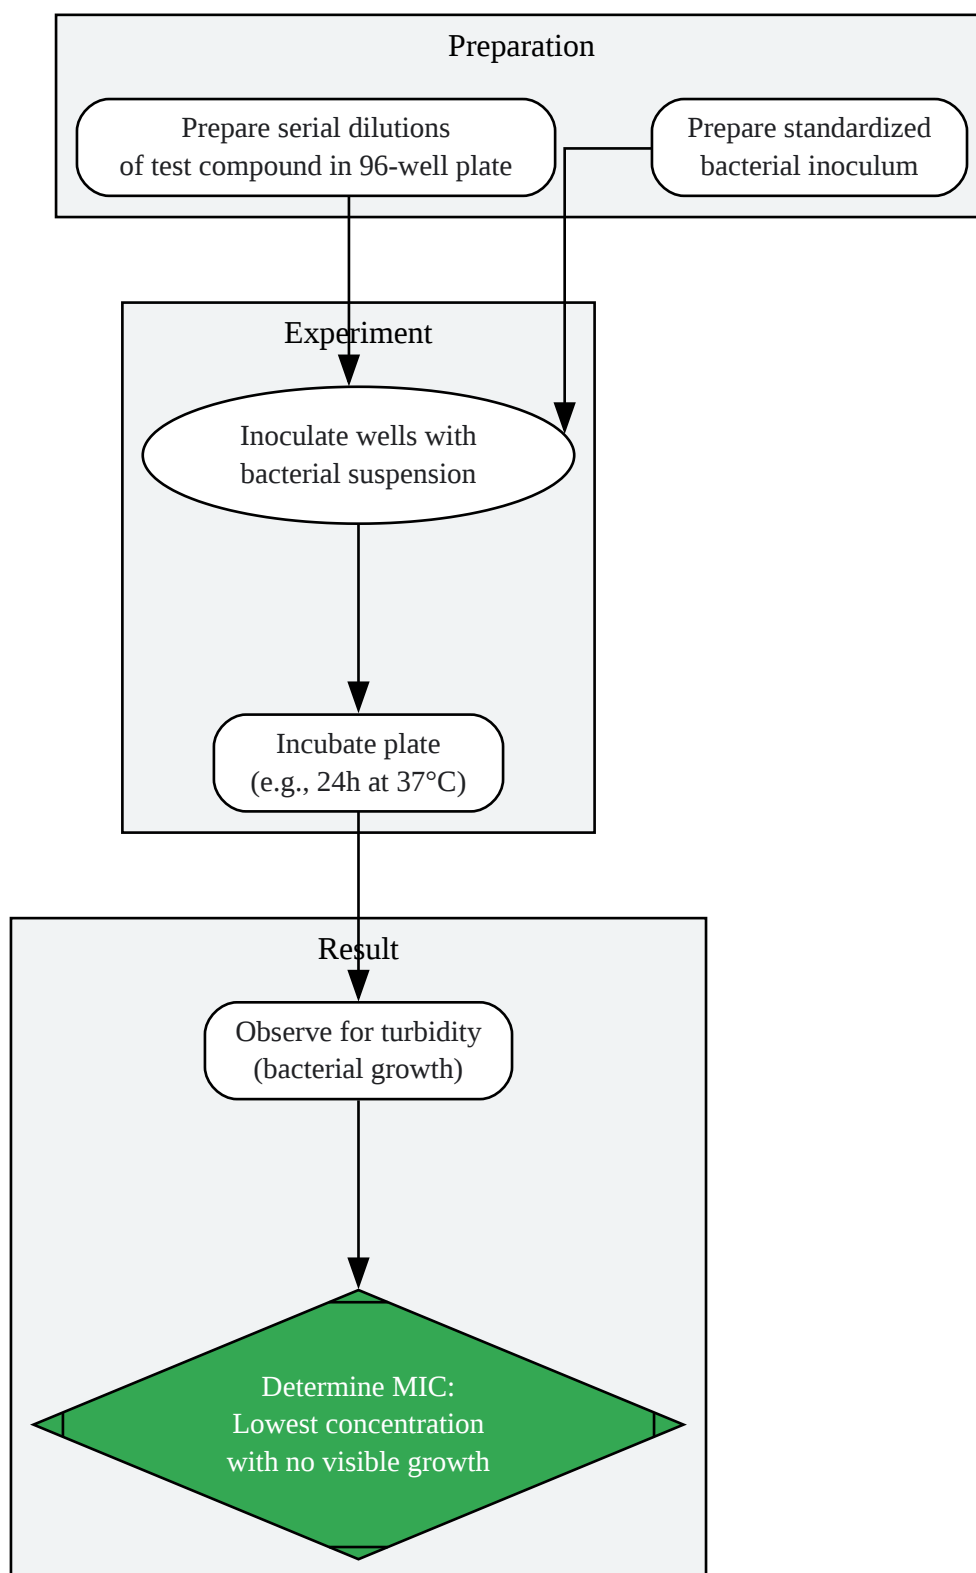 Preparation
Prepare serial dilutions
of test compound in 96-well plate
Prepare standardized
bacterial inoculum
Experiment
Inoculate wells with
bacterial suspension
Incubate plate
(e.g., 24h at 37°C)
Result
Observe for turbidity
(bacterial growth)
Determine MIC:
Lowest concentration
with no visible growth